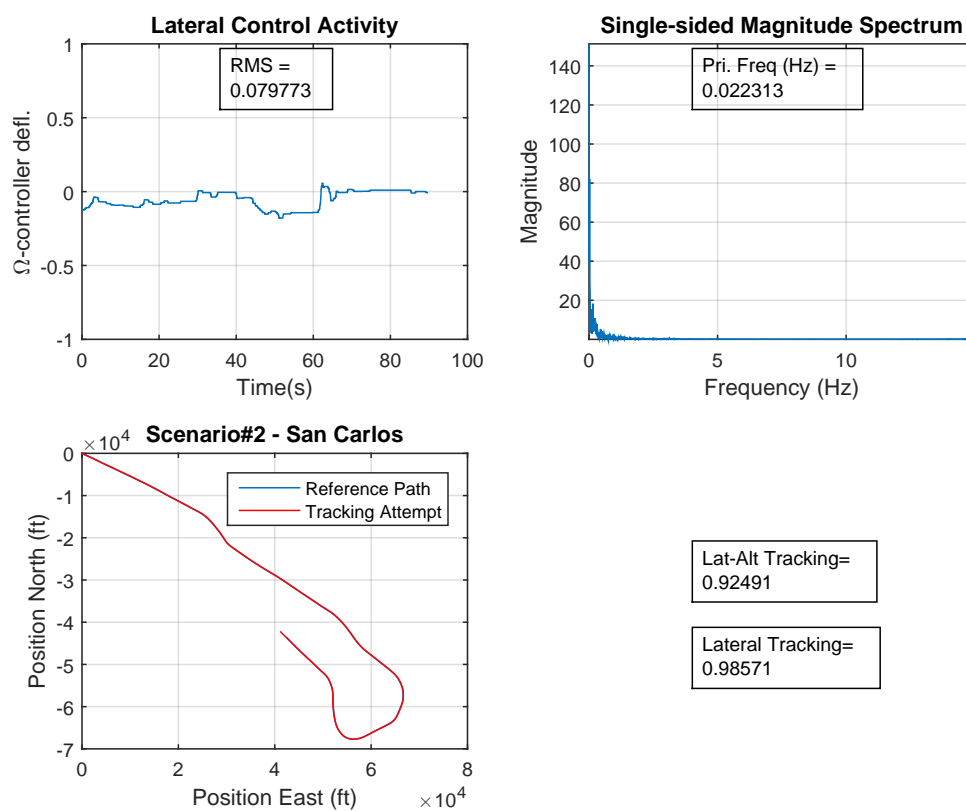 Lateral Control Activity
RMS =
0.079773
1
0.5
0
-0.5
-1
Ω-controller defl.
0 20 40 60 80 100
Time(s)
Single-sided Magnitude Spectrum
Pri. Freq (Hz) =
0.022313
140
120
100
80
60
40
20
Magnitude
0 5 10
Frequency (Hz)
Scenario#2 - San Carlos
×10⁴
Reference Path
Tracking Attempt
0
-1
-2
-3
-4
-5
-6
-7
Position North (ft)
0 2 4 6 8
Position East (ft)
×10⁴
Lat-Alt Tracking=
0.92491
Lateral Tracking=
0.98571